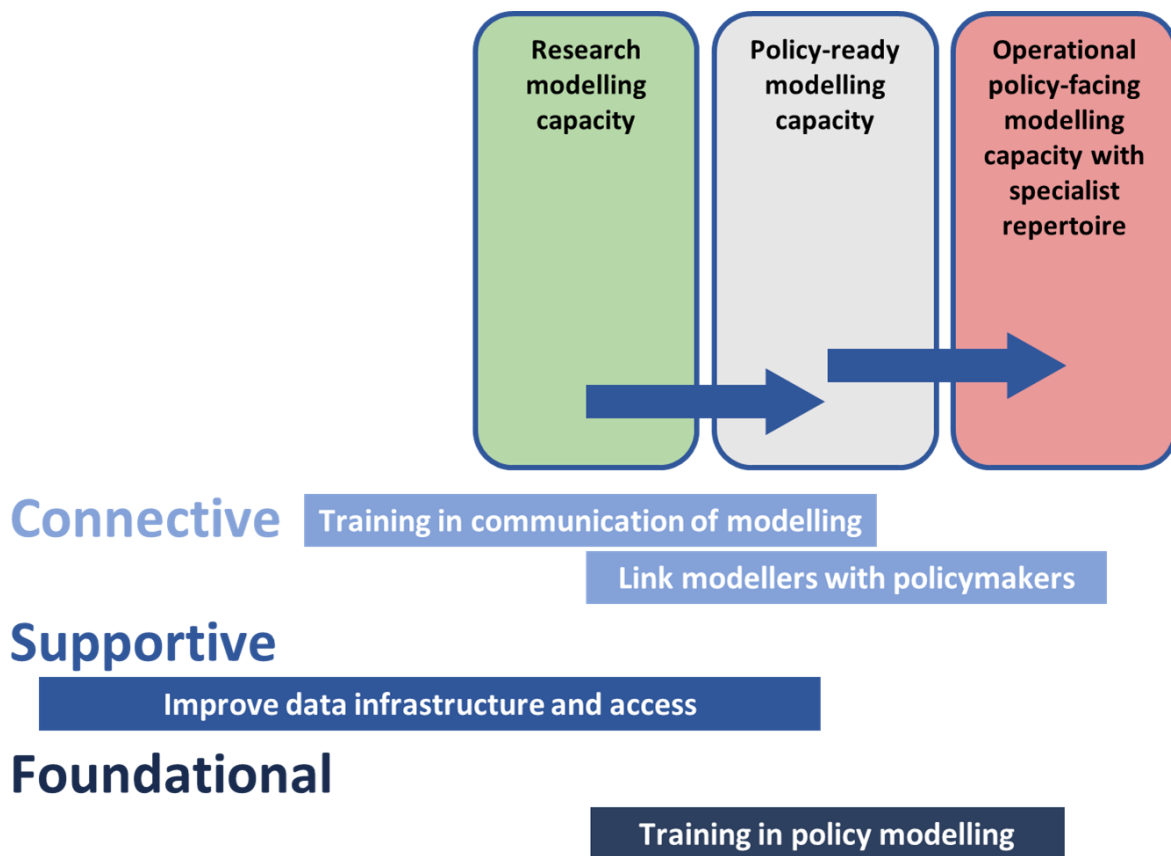 Research
modelling
capacity
Policy-ready
modelling
capacity
Operational
policy-facing
modelling
capacity with
specialist
repertoire
Connective
Training in communication of modelling
Link modellers with policymakers
Supportive
Improve data infrastructure and access
Foundational
Training in policy modelling